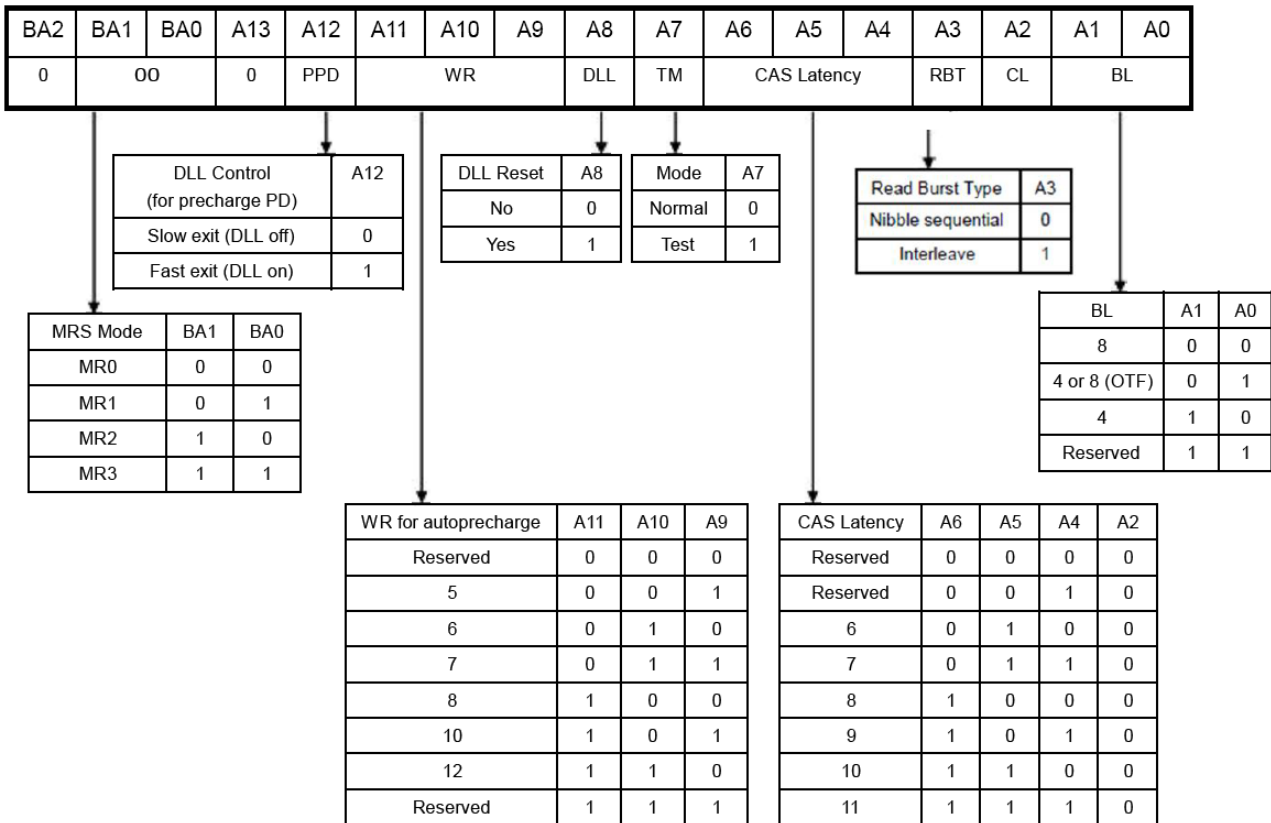 BA2 BA1 BA0 A13 A12 A11 A10 A9 A8 A7 A6 A5 A4 A3 A2 A1 A0
0 00 0 PPD WR DLL TM CAS Latency RBT CL BL
DLL Control
(for precharge PD) A12
Slow exit (DLL off) 0
Fast exit (DLL on) 1
DLL Reset A8
No 0
Yes 1
Mode A7
Normal 0
Test 1
Read Burst Type A3
Nibble sequential 0
Interleave 1
MRS Mode BA1 BA0
MR0 0 0
MR1 0 1
MR2 1 0
MR3 1 1
BL A1 A0
8 0 0
4 or 8 (OTF) 0 1
4 1 0
Reserved 1 1
WR for autoprecharge A11 A10 A9
Reserved 0 0 0
5 0 0 1
6 0 1 0
7 0 1 1
8 1 0 0
10 1 0 1
12 1 1 0
Reserved 1 1 1
CAS Latency A6 A5 A4 A2
Reserved 0 0 0 0
Reserved 0 0 1 0
6 0 1 0 0
7 0 1 1 0
8 1 0 0 0
9 1 0 1 0
10 1 1 0 0
11 1 1 1 0